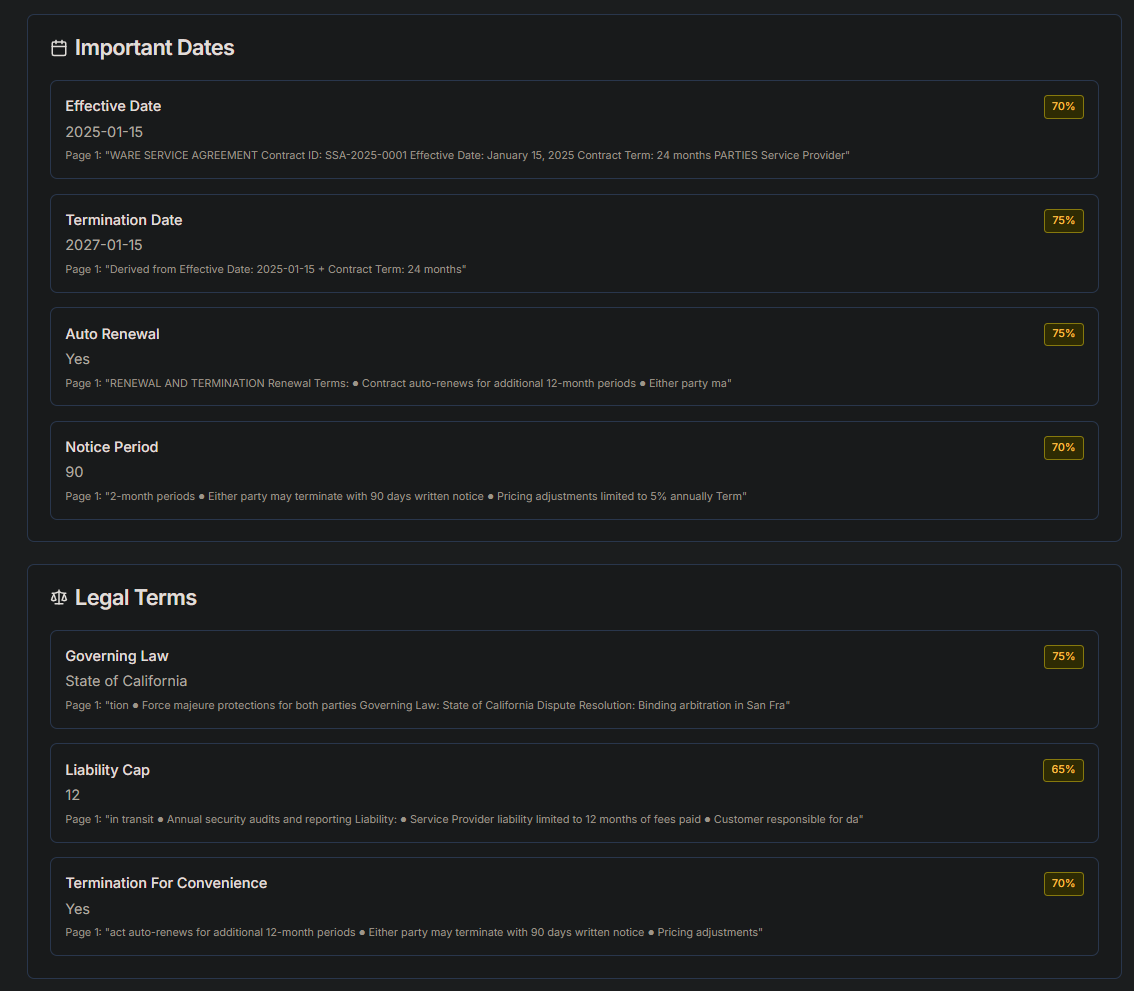 Important Dates
Effective Date
70%
2025-01-15
Page 1: "WARE SERVICE AGREEMENT Contract ID: SSA-2025-0001 Effective Date: January 15, 2025 Contract Term: 24 months PARTIES Service Provider"
Termination Date
75%
2027-01-15
Page 1: "Derived from Effective Date: 2025-01-15 + Contract Term: 24 months"
Auto Renewal
75%
Yes
Page 1: "RENEWAL AND TERMINATION Renewal Terms: ● Contract auto-renews for additional 12-month periods ● Either party ma"
Notice Period
70%
90
Page 1: "2-month periods ● Either party may terminate with 90 days written notice ● Pricing adjustments limited to 5% annually Term"
Legal Terms
Governing Law
75%
State of California
Page 1: "tion ● Force majeure protections for both parties Governing Law: State of California Dispute Resolution: Binding arbitration in San Fra"
Liability Cap
65%
12
Page 1: "in transit ● Annual security audits and reporting Liability: ● Service Provider liability limited to 12 months of fees paid ● Customer responsible for da"
Termination For Convenience
70%
Yes
Page 1: "act auto-renews for additional 12-month periods ● Either party may terminate with 90 days written notice ● Pricing adjustments"